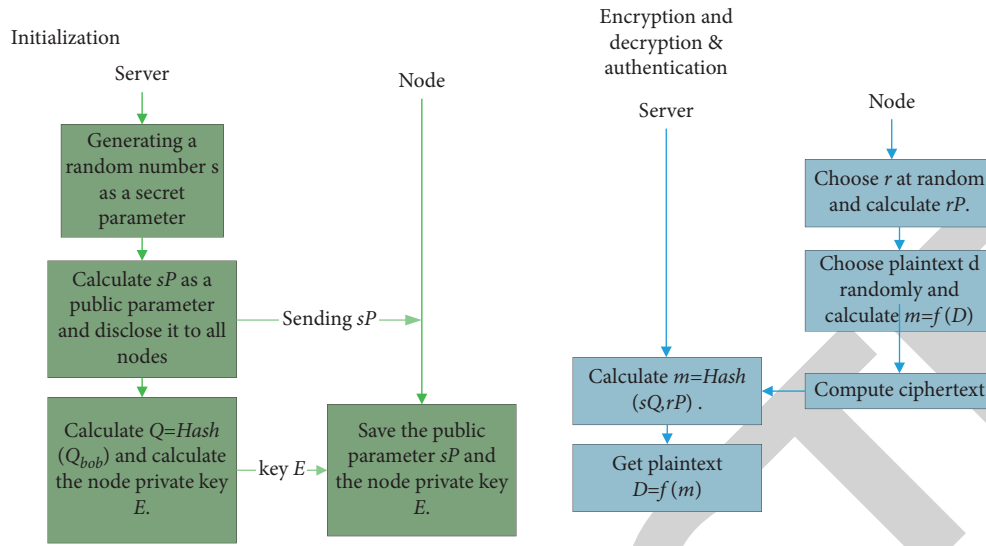 Initialization
Server
Generating a
random number s
as a secret
parameter
Calculate sP as a
public parameter
and disclose it to all
nodes
Calculate Q=Hash
(Q_bob) and calculate
the node private key
E.
Node
Sending sP
key E
Save the public
parameter sP and
the node private key
E.
Encryption and
decryption &
authentication
Server
Calculate m=Hash
(sQ,rP) .
Get plaintext
D=f (m)
Node
Choose r at random
and calculate rP.
Choose plaintext d
randomly and
calculate m=f (D)
Compute ciphertext